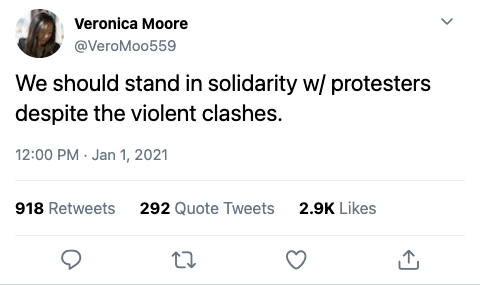 Veronica Moore
@VeroMoo559
We should stand in solidarity w/ protesters
despite the violent clashes.
12:00 PM · Jan 1, 2021
918 Retweets 292 Quote Tweets 2.9K Likes